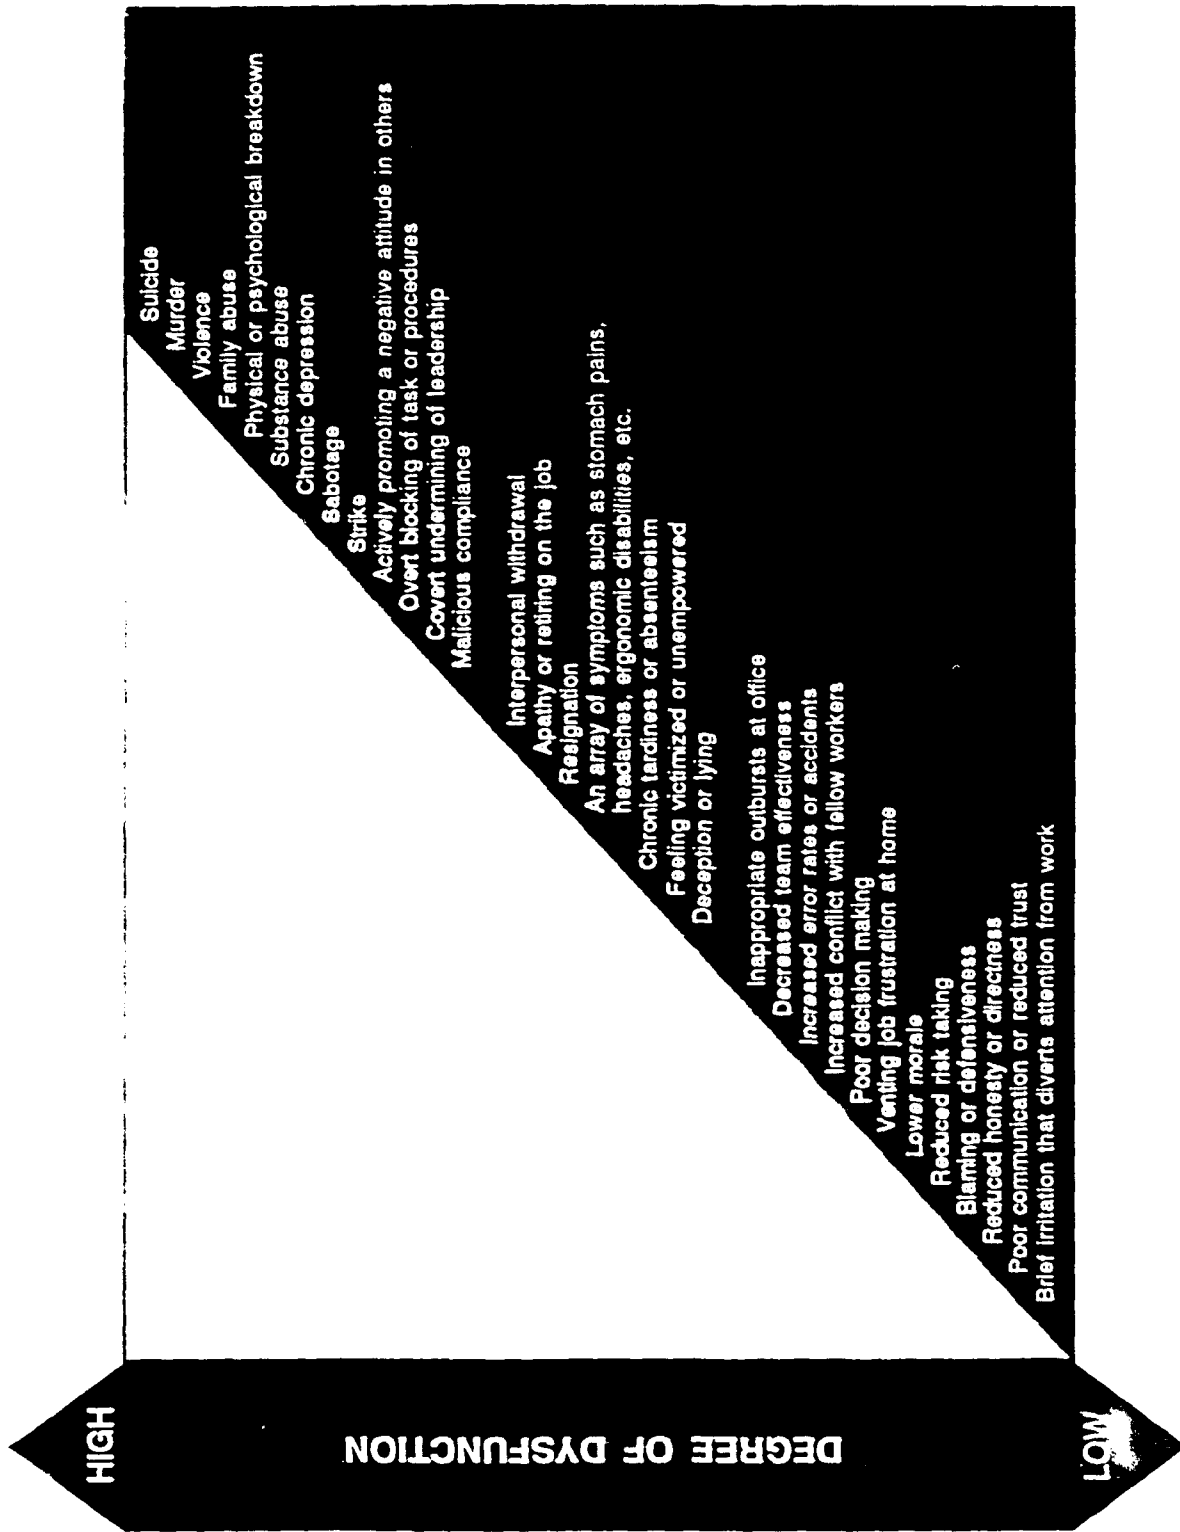 HIGH
DEGREE OF DYSFUNCTION
LOW
Suicide
Murder
Violence
Family abuse
Physical or psychological breakdown
Substance abuse
Chronic depression
Sabotage
Strike
Actively promoting a negative attitude in others
Overt blocking of task or procedures
Covert undermining of leadership
Malicious compliance
Interpersonal withdrawal
Apathy or retiring on the job
Resignation
An array of symptoms such as stomach pains,
headaches, ergonomic disabilities, etc.
Chronic tardiness or absenteeism
Feeling victimized or unempowered
Deception or lying
Inappropriate outbursts at office
Decreased team effectiveness
Increased error rates or accidents
Increased conflict with fellow workers
Poor decision making
Venting job frustration at home
Lower morale
Reduced risk taking
Blaming or defensiveness
Reduced honesty or directness
Poor communication or reduced trust
Brief irritation that diverts attention from work